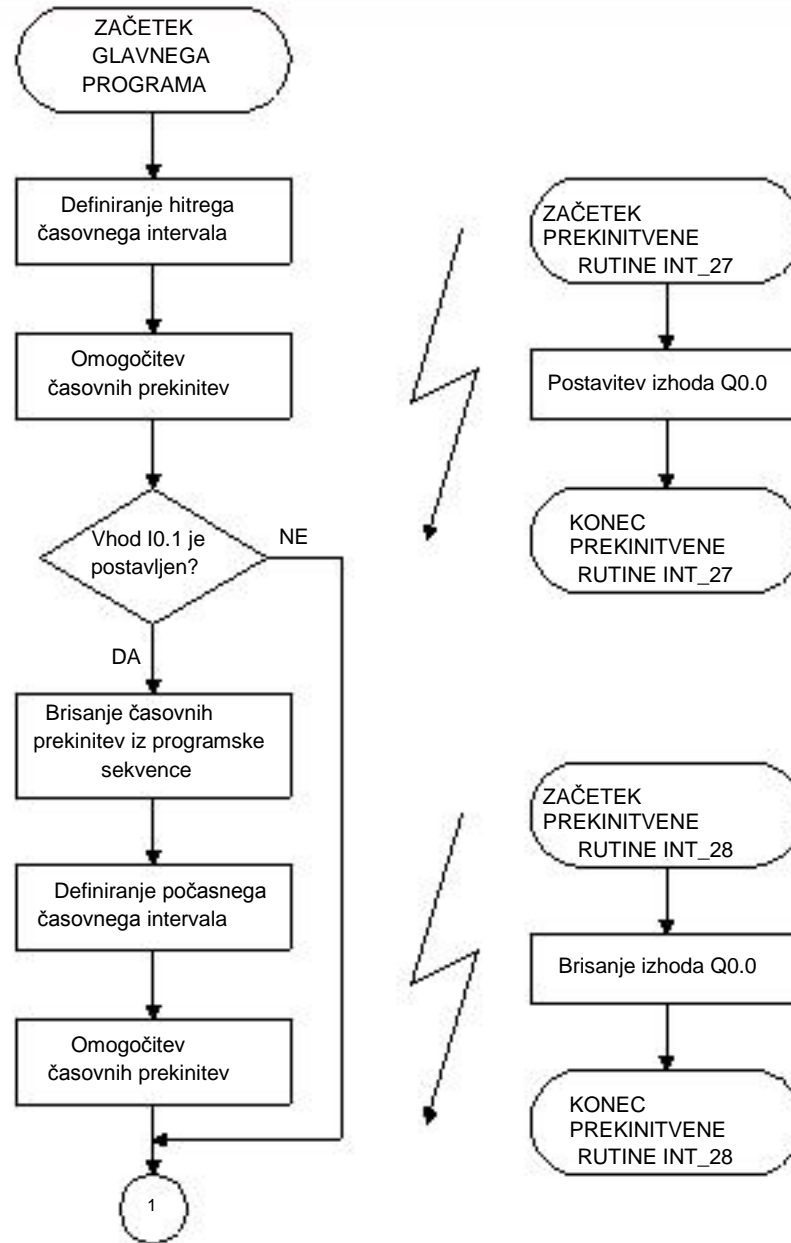 ZAČETEK
GLAVNEGA
PROGRAMA
Definiranje hitrega
časovnega intervala
Omogočitev
časovnih prekinitev
Vhod I0.1 je
postavljen?
NE
DA
Brisanje časovnih
prekinitev iz programske
sekvence
Definiranje počasnega
časovnega intervala
Omogočitev
časovnih prekinitev
1
ZAČETEK
PREKINITVENE
RUTINE INT_27
Postavitev izhoda Q0.0
KONEC
PREKINITVENE
RUTINE INT_27
ZAČETEK
PREKINITVENE
RUTINE INT_28
Brisanje izhoda Q0.0
KONEC
PREKINITVENE
RUTINE INT_28